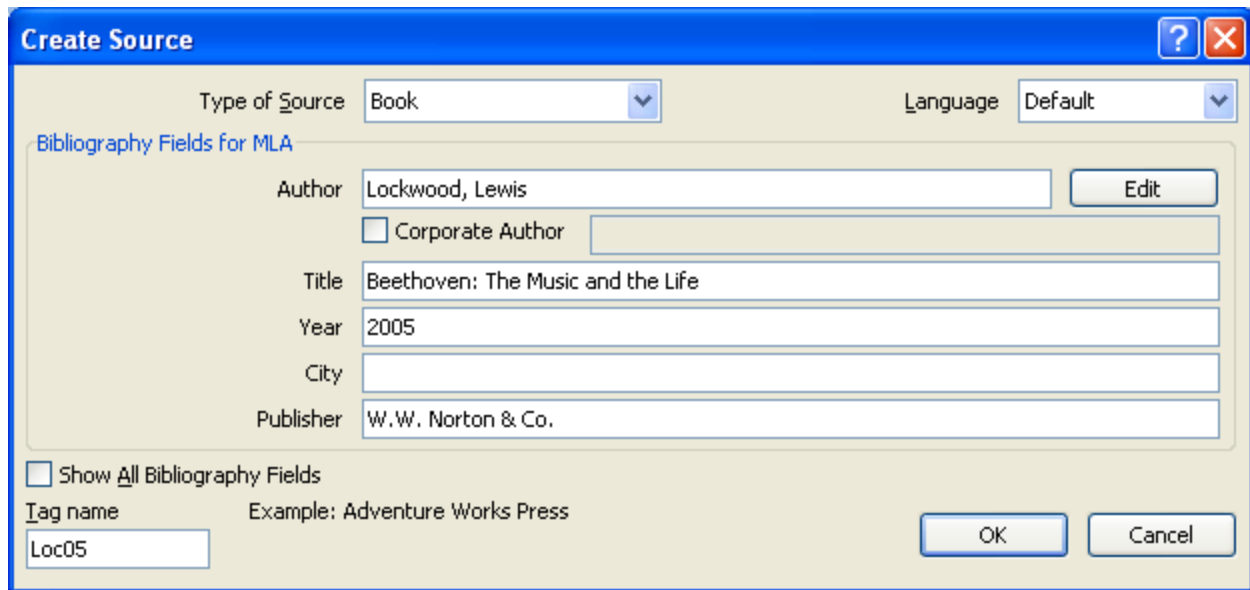 Create Source
Type of Source Book Language Default
Bibliography Fields for MLA
Author Lockwood, Lewis Edit
Corporate Author
Title Beethoven: The Music and the Life
Year 2005
City
Publisher W.W. Norton & Co.
Show All Bibliography Fields
Tag name Example: Adventure Works Press
Loc05 OK Cancel